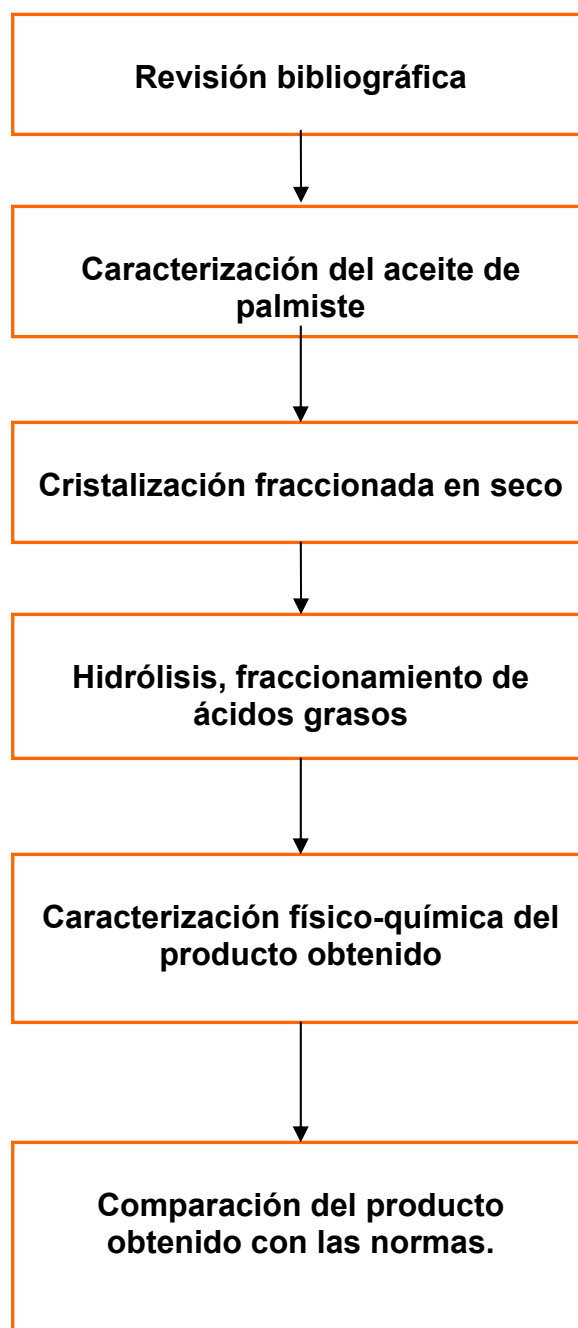 Revisión bibliográfica
Caracterización del aceite de
palmiste
Cristalización fraccionada en seco
Hidrólisis, fraccionamiento de
ácidos grasos
Caracterización físico-química del
producto obtenido
Comparación del producto
obtenido con las normas.